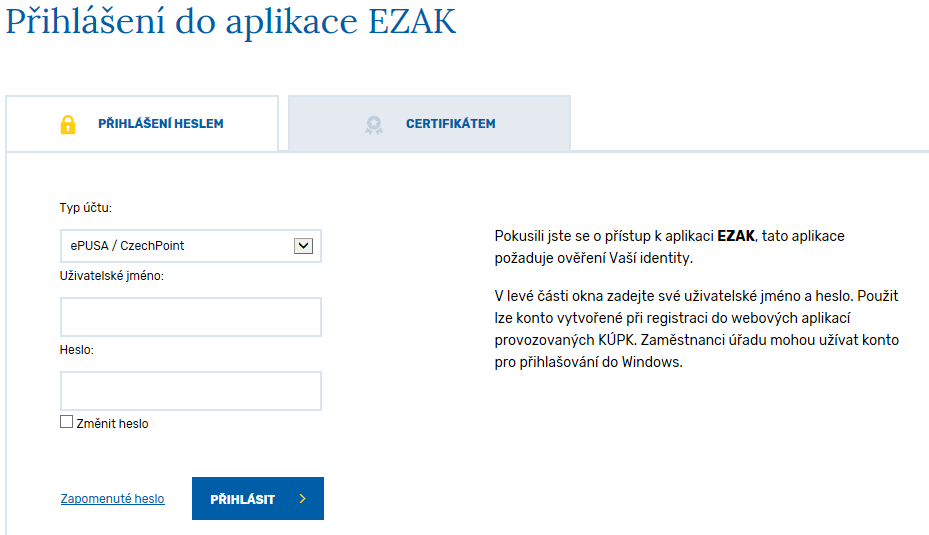 Přihlášení do aplikace EZAK
PŘIHLÁŠENÍ HESLEM
CERTIFIKÁTEM
Typ účtu:
ePUSA / CzechPoint
Uživatelské jméno:
Heslo:
Změnit heslo
Zapomenuté heslo
PŘIHLÁSIT
Pokusili jste se o přístup k aplikaci EZAK, tato aplikace
požaduje ověření Vaší identity.
V levé části okna zadejte své uživatelské jméno a heslo. Použit
lze konto vytvořené při registraci do webových aplikací
provozovaných KÚPK. Zaměstnanci úřadu mohou užívat konto
pro přihlašování do Windows.